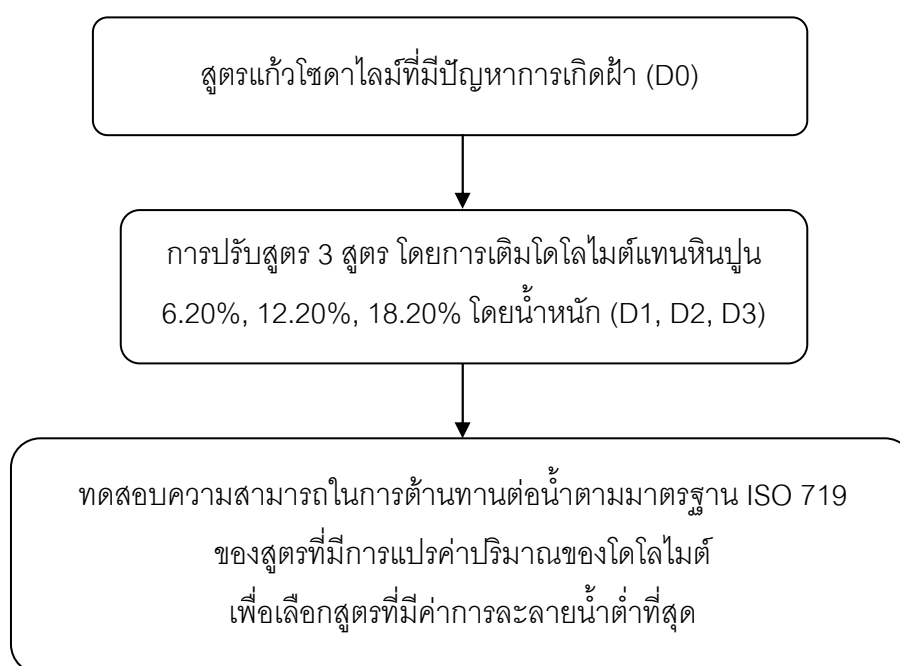 สูตรแก้วโซดาไลม์ที่มีปัญหาการเกิดฝ้า (D0)
การปรับสูตร 3 สูตร โดยการเติมโดโลไมต์แทนหินปูน
6.20%, 12.20%, 18.20% โดยน้ำหนัก (D1, D2, D3)
ทดสอบความสามารถในการต้านทานต่อน้ำตามมาตรฐาน ISO 719
ของสูตรที่มีการแปรค่าปริมาณของโดโลไมต์
เพื่อเลือกสูตรที่มีค่าการละลายน้ำต่ำที่สุด